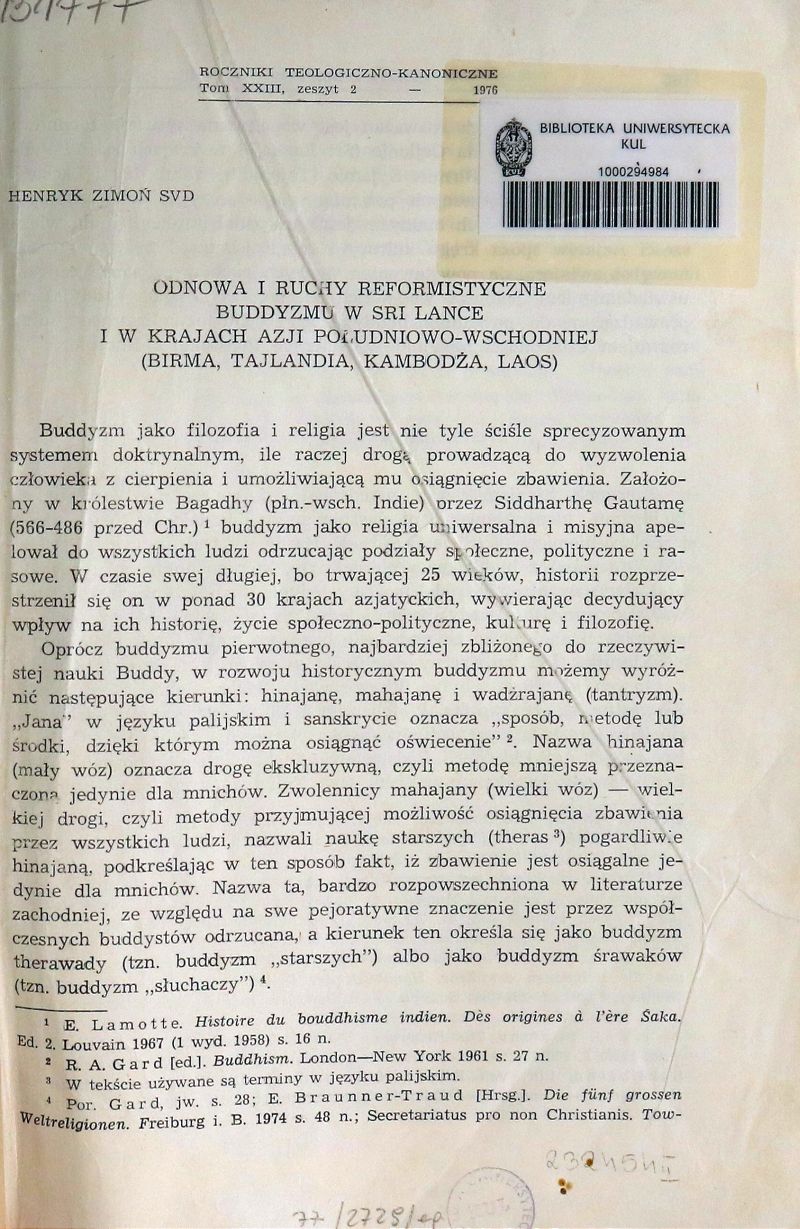 ROCZNIKI TEOLOGICZNO-KANONICZNE
Tom XXIII, zeszyt 2 — 1976
BIBLIOTEKA UNIWERSYTECKA
KUL
1000294984
HENRYK ZIMOŃ SVD
ODNOWA I RUCHY REFORMISTYCZNE
BUDDYZMU W SRI LANCE
I W KRAJACH AZJI POŁUDNIOWO-WSCHODNIEJ
(BIRMA, TAJLANDIA, KAMBODŻA, LAOS)
Buddyzm jako filozofia i religia jest nie tyle ściśle sprecyzowanym
systemem doktrynalnym, ile raczej drogą prowadzącą do wyzwolenia
człowieka z cierpienia i umożliwiającą mu osiągnięcie zbawienia. Założo-
ny w królestwie Bagadhy (płn.-wsch. Indie) przez Siddharthę Gautamę
(566-486 przed Chr.) ¹ buddyzm jako religia uniwersalna i misyjna ape-
lował do wszystkich ludzi odrzucając podziały społeczne, polityczne i ra-
sowe. W czasie swej długiej, bo trwającej 25 wieków, historii rozprze-
strzenił się on w ponad 30 krajach azjatyckich, wywierając decydujący
wpływ na ich historię, życie społeczno-polityczne, kulturę i filozofię.
Oprócz buddyzmu pierwotnego, najbardziej zbliżonego do rzeczywi-
stej nauki Buddy, w rozwoju historycznym buddyzmu możemy wyróż-
nić następujące kierunki: hinajanę, mahajanę i wadżrajanę (tantryzm).
„Jana” w języku palijskim i sanskrycie oznacza „sposób, metodę lub
środki, dzięki którym można osiągnąć oświecenie” ². Nazwa hinajana
(mały wóz) oznacza drogę ekskluzywną, czyli metodę mniejszą przezna-
czoną jedynie dla mnichów. Zwolennicy mahajany (wielki wóz) — wiel-
kiej drogi, czyli metody przyjmującej możliwość osiągnięcia zbawienia
przez wszystkich ludzi, nazwali naukę starszych (theras ³) pogardliwie
hinajaną, podkreślając w ten sposób fakt, iż zbawienie jest osiągalne je-
dynie dla mnichów. Nazwa ta, bardzo rozpowszechniona w literaturze
zachodniej, ze względu na swe pejoratywne znaczenie jest przez współ-
czesnych buddystów odrzucana, a kierunek ten określa się jako buddyzm
therawady (tzn. buddyzm „starszych”) albo jako buddyzm śrawaków
(tzn. buddyzm „słuchaczy”) ⁴.
¹ E. Lamotte. Histoire du bouddhisme indien. Dès origines à l'ère Śaka.
Ed. 2. Louvain 1967 (1 wyd. 1958) s. 16 n.
² R. A. Gard [ed.]. Buddhism. London—New York 1961 s. 27 n.
³ W tekście używane są terminy w języku palijskim.
⁴ Por. Gard, jw. s. 28; E. Braunner-Traud [Hrsg.]. Die fünf grossen
Weltreligionen. Freiburg i. B. 1974 s. 48 n.; Secretariatus pro non Christianis. Tow-